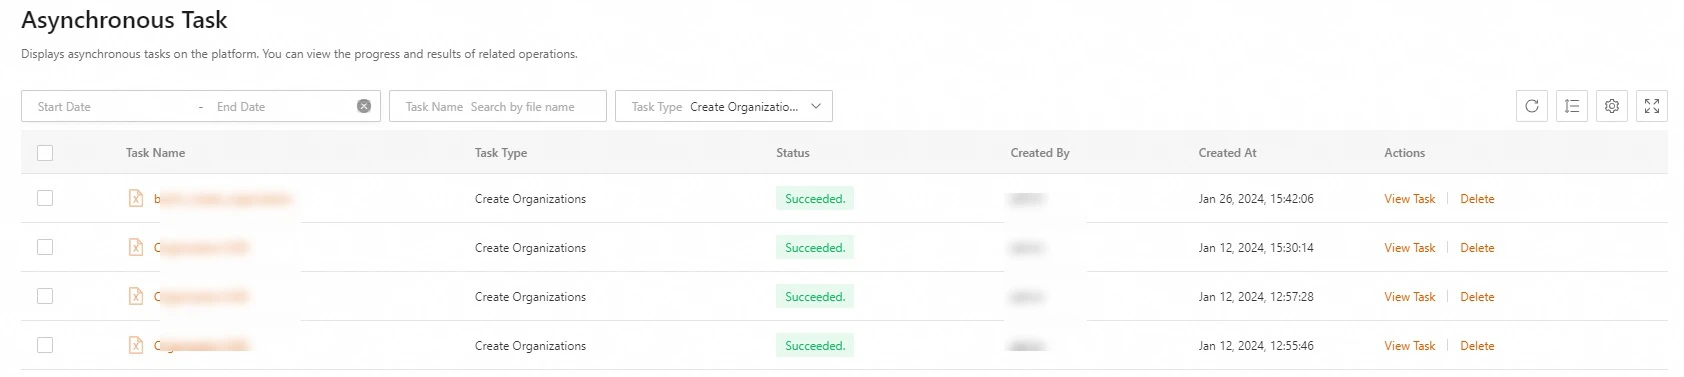 Asynchronous Task
Displays asynchronous tasks on the platform. You can view the progress and results of related operations.
Start Date - End Date Task Name Search by file name Task Type Create Organizatio...
Task Name Task Type Status Created By Created At Actions
Create Organizations Succeeded. Jan 26, 2024, 15:42:06 View Task Delete
Create Organizations Succeeded. Jan 12, 2024, 15:30:14 View Task Delete
Create Organizations Succeeded. Jan 12, 2024, 12:57:28 View Task Delete
Create Organizations Succeeded. Jan 12, 2024, 12:55:46 View Task Delete